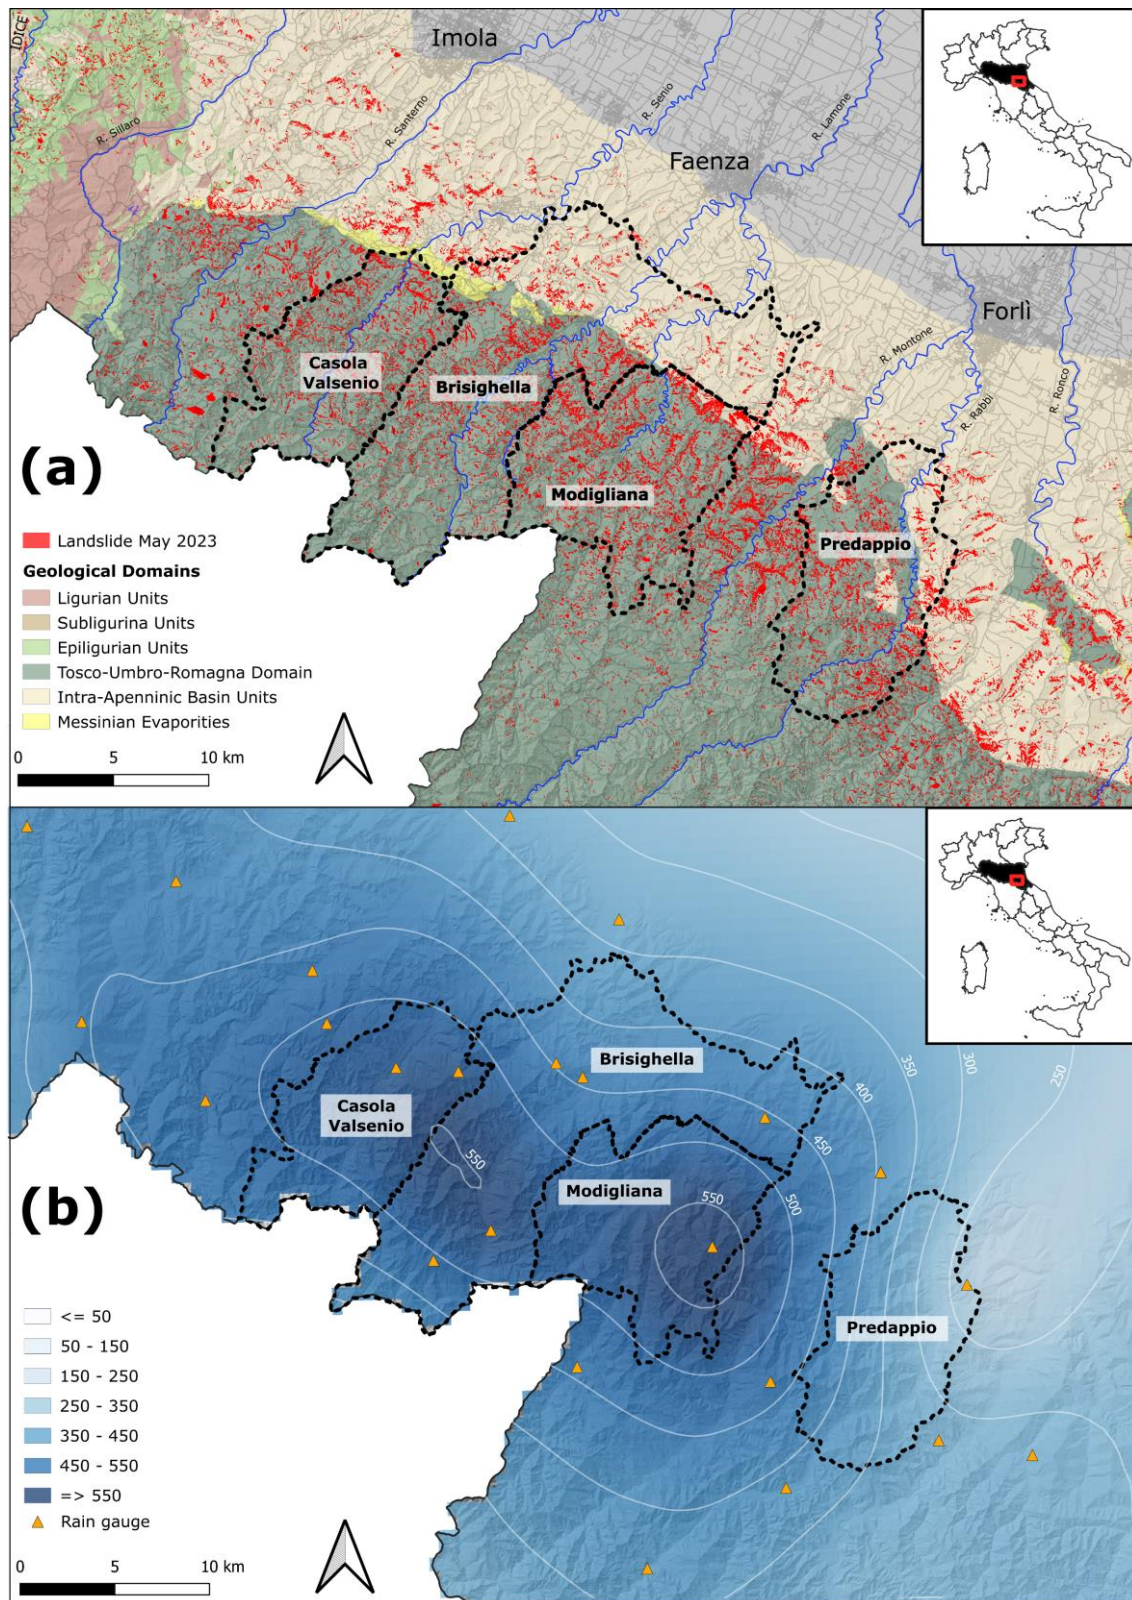 IDICE
Imola
R. Sillaro
R. Santerno
R. Senio
R. Lamone
Faenza
Forlì
R. Montone
R. Rabbi
R. Ronco
Casola
Valsenio
Brisighella
Modigliana
Predappio
(a)
Landslide May 2023
Geological Domains
Ligurian Units
Subligurina Units
Epiligurian Units
Tosco-Umbro-Romagna Domain
Intra-Apenninic Basin Units
Messinian Evaporities
0 5 10 km
Brisighella
Casola
Valsenio
Modigliana
Predappio
550
550
500
450
400
350
300
250
(b)
<= 50
50 - 150
150 - 250
250 - 350
350 - 450
450 - 550
=> 550
Rain gauge
0 5 10 km